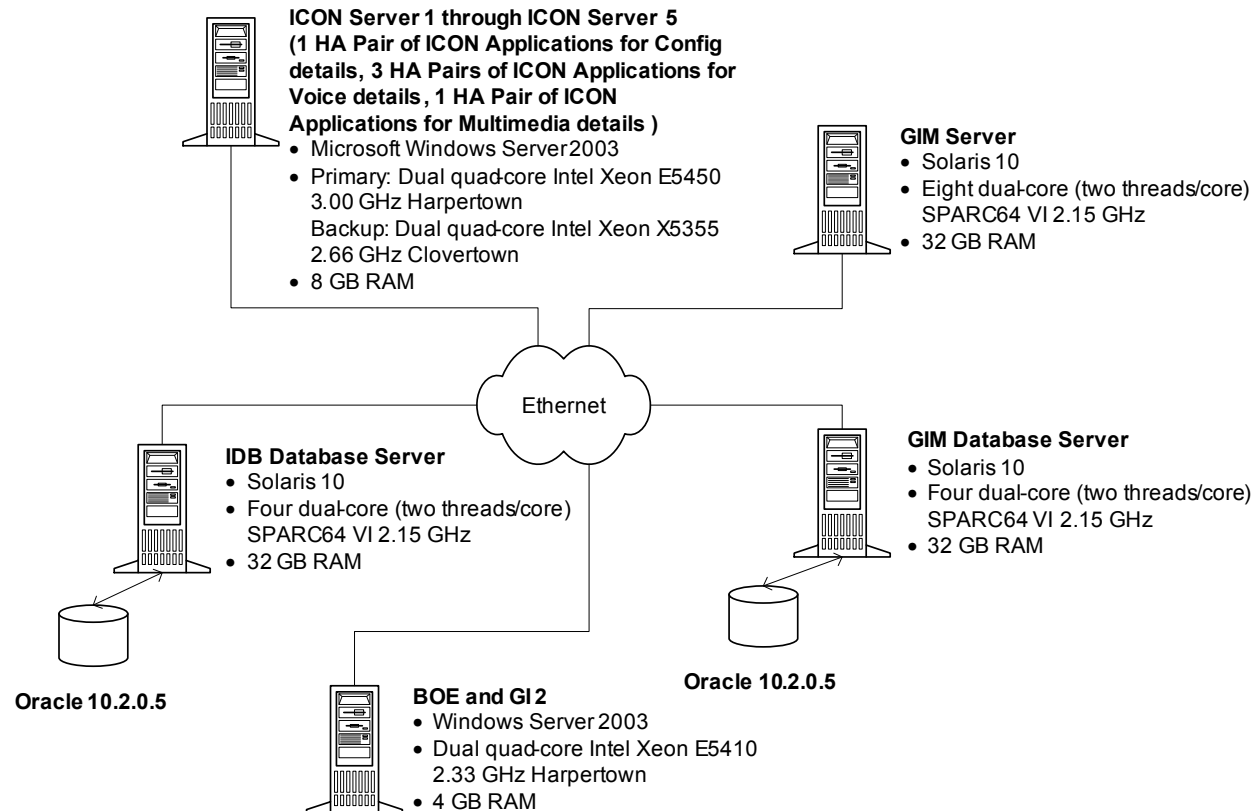 ICON Server 1 through ICON Server 5
(1 HA Pair of ICON Applications for Config
details, 3 HA Pairs of ICON Applications for
Voice details, 1 HA Pair of ICON
Applications for Multimedia details )
• Microsoft Windows Server 2003
• Primary: Dual quad-core Intel Xeon E5450
3.00 GHz Harpertown
Backup: Dual quad-core Intel Xeon X5355
2.66 GHz Clovertown
• 8 GB RAM
GIM Server
• Solaris 10
• Eight dual-core (two threads/core)
SPARC64 VI 2.15 GHz
• 32 GB RAM
Ethernet
IDB Database Server
• Solaris 10
• Four dual-core (two threads/core)
SPARC64 VI 2.15 GHz
• 32 GB RAM
Oracle 10.2.0.5
GIM Database Server
• Solaris 10
• Four dual-core (two threads/core)
SPARC64 VI 2.15 GHz
• 32 GB RAM
Oracle 10.2.0.5
BOE and GI2
• Windows Server 2003
• Dual quad-core Intel Xeon E5410
2.33 GHz Harpertown
• 4 GB RAM